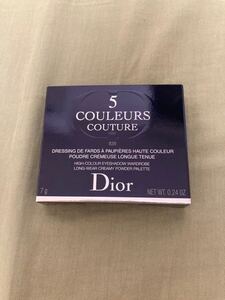 5
COULEURS
COUTURE
DRESSING DE FARDS À PAUPIÈRES HAUTE COULEUR
POUDRE CRÉMEUSE LONGUE TENUE
HIGH-COLOUR EYESHADOW WARDROBE
LONG-WEAR CREAMY POWDER PALETTE
Dior
7 g
NET WT. 0.24 OZ.